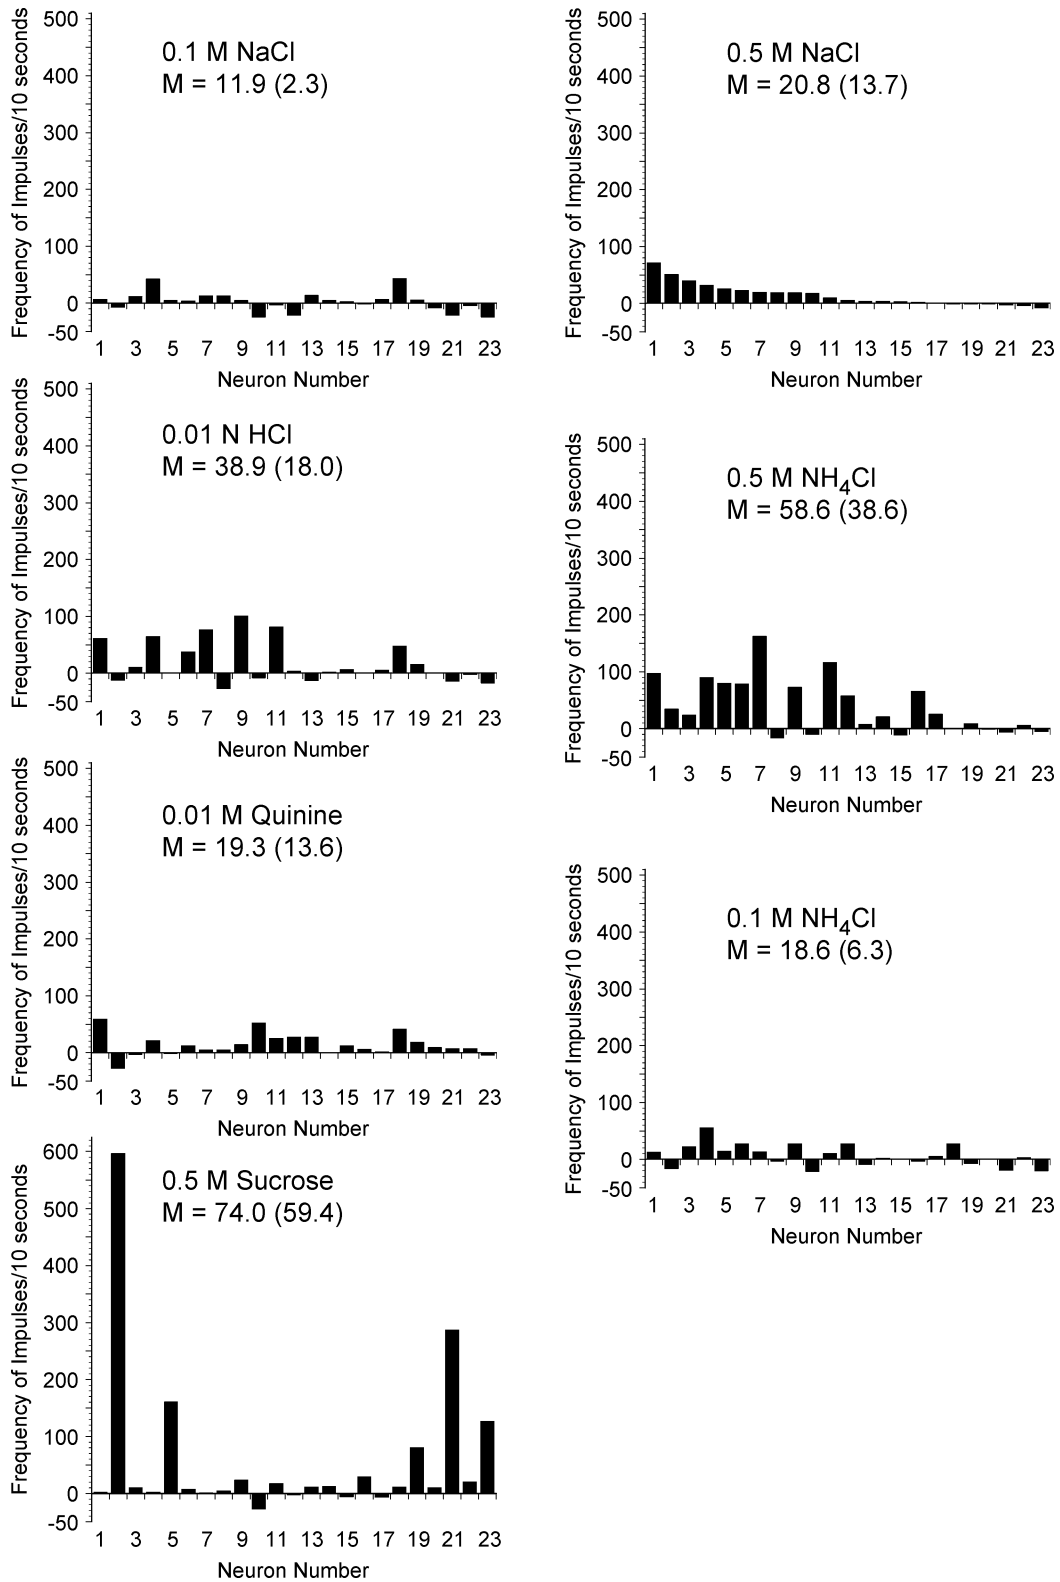 0.1 M NaCl
M = 11.9 (2.3)
Frequency of Impulses/10 seconds
500
400
300
200
100
0
-50
1 3 5 7 9 11 13 15 17 19 21 23
Neuron Number
0.5 M NaCl
M = 20.8 (13.7)
Frequency of Impulses/10 seconds
500
400
300
200
100
0
-50
1 3 5 7 9 11 13 15 17 19 21 23
Neuron Number
0.01 N HCl
M = 38.9 (18.0)
Frequency of Impulses/10 seconds
500
400
300
200
100
0
-50
1 3 5 7 9 11 13 15 17 19 21 23
Neuron Number
0.5 M NH₄Cl
M = 58.6 (38.6)
Frequency of Impulses/10 seconds
500
400
300
200
100
0
-50
1 3 5 7 9 11 13 15 17 19 21 23
Neuron Number
0.01 M Quinine
M = 19.3 (13.6)
Frequency of Impulses/10 seconds
500
400
300
200
100
0
-50
1 3 5 7 9 11 13 15 17 19 21 23
Neuron Number
0.1 M NH₄Cl
M = 18.6 (6.3)
Frequency of Impulses/10 seconds
500
400
300
200
100
0
-50
1 3 5 7 9 11 13 15 17 19 21 23
Neuron Number
0.5 M Sucrose
M = 74.0 (59.4)
Frequency of Impulses/10 seconds
600
500
400
300
200
100
0
-50
1 3 5 7 9 11 13 15 17 19 21 23
Neuron Number